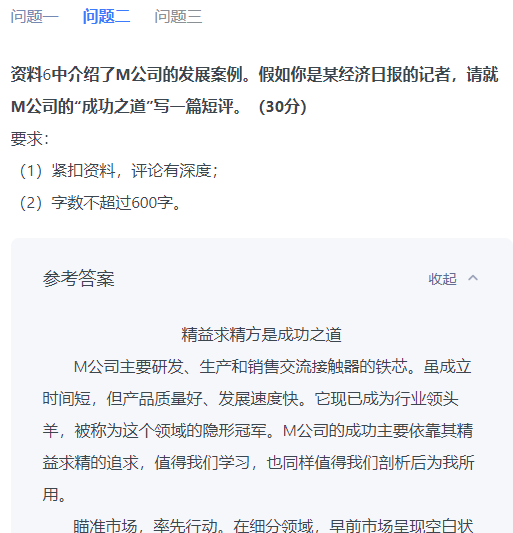 问题一 问题二 问题三
资料6中介绍了M公司的发展案例。假如你是某经济日报的记者，请就
M公司的“成功之道”写一篇短评。（30分）
要求：
（1）紧扣资料，评论有深度；
（2）字数不超过600字。
参考答案 收起
精益求精方是成功之道
M公司主要研发、生产和销售交流接触器的铁芯。虽成立
时间短，但产品质量好、发展速度快。它现已成为行业领头
羊，被称为这个领域的隐形冠军。M公司的成功主要依靠其精
益求精的追求，值得我们学习，也同样值得我们剖析后为我所
用。
瞄准市场，率先行动。在细分领域，早前市场呈现空白状